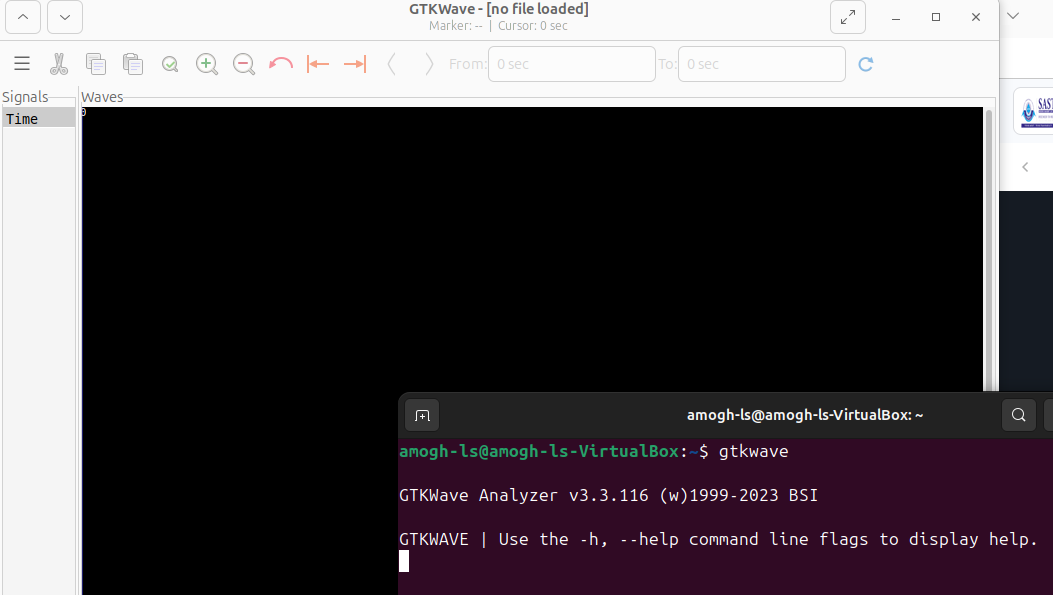 GTKWave - [no file loaded]
Marker: -- | Cursor: 0 sec
From: 0 sec To: 0 sec
Signals
Waves
Time
0
amogh-ls@amogh-ls-VirtualBox: ~
amogh-ls@amogh-ls-VirtualBox:~$ gtkwave
GTKWave Analyzer v3.3.116 (w)1999-2023 BSI
GTKWAVE | Use the -h, --help command line flags to display help.